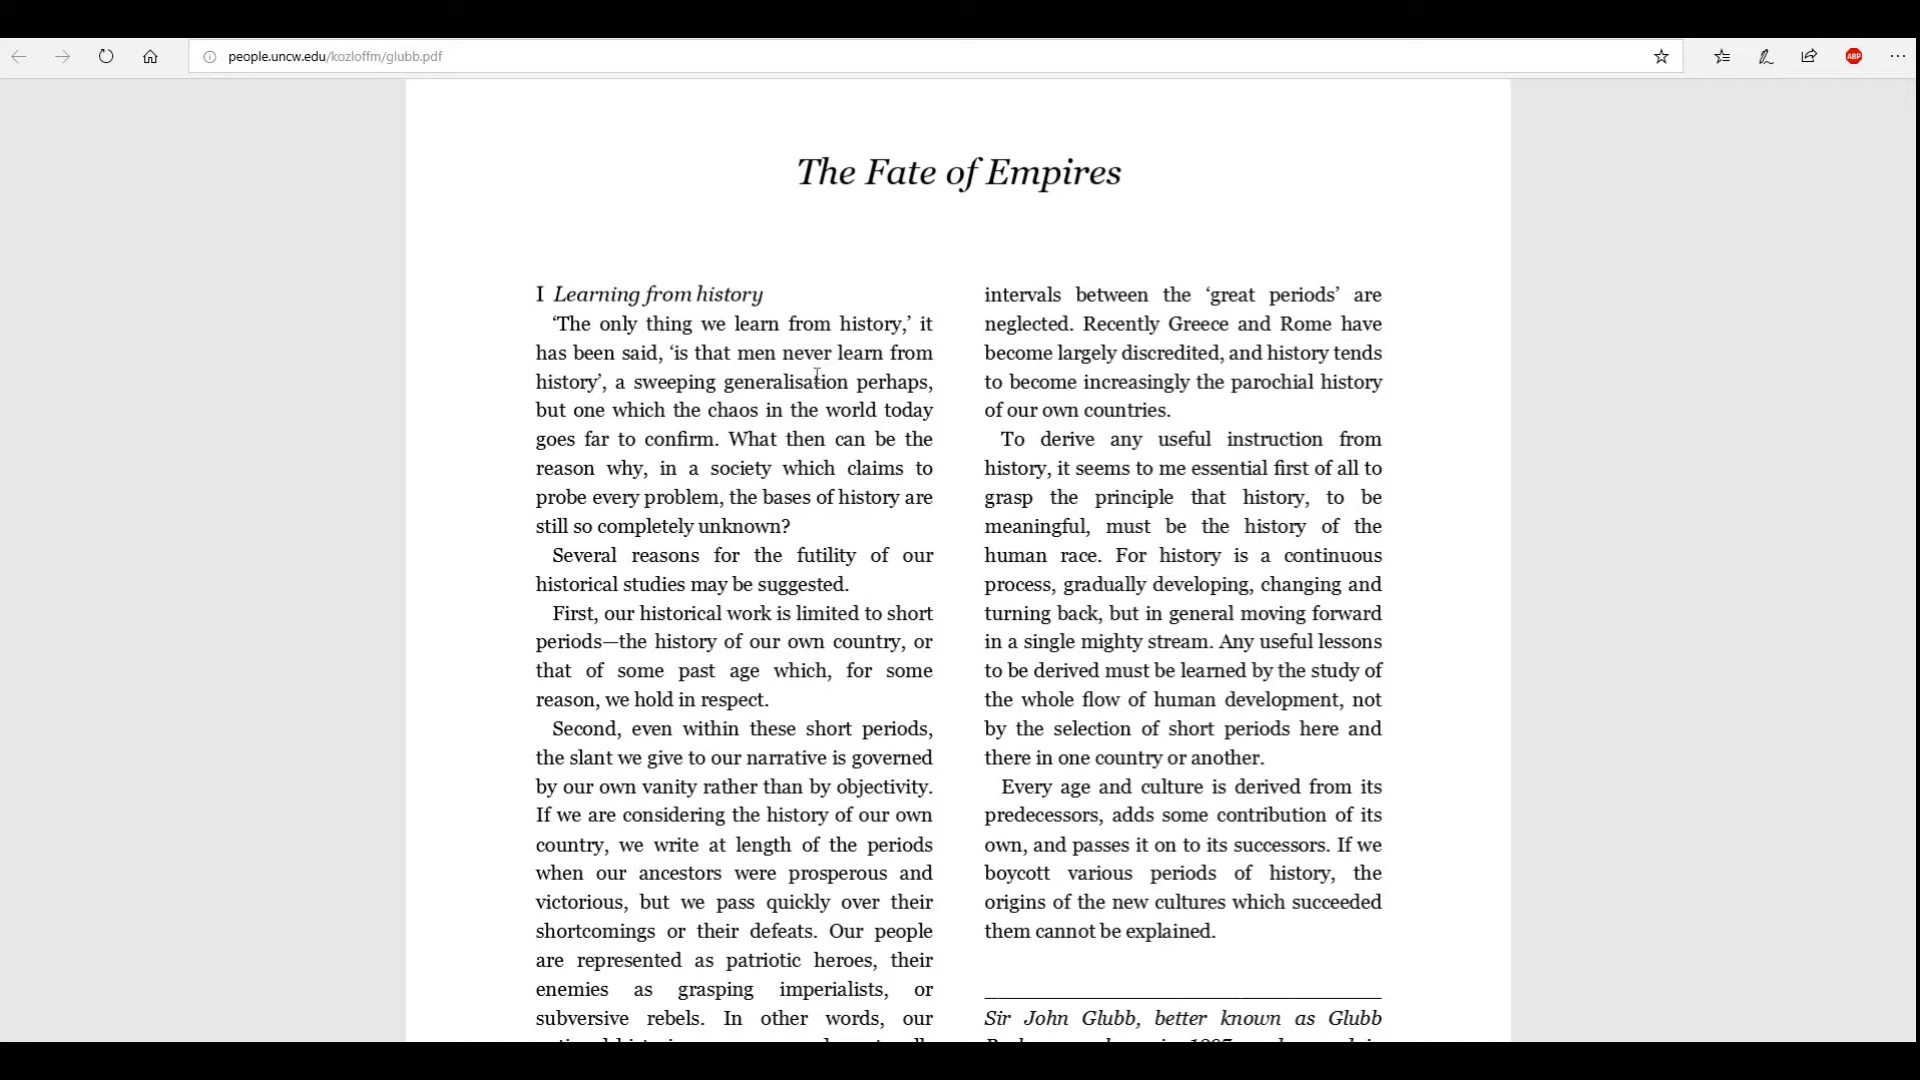 people.uncw.edu/kozloffm/glubb.pdf
ABP
The Fate of Empires
I Learning from history
‘The only thing we learn from history,’ it
has been said, ‘is that men never learn from
history’, a sweeping generalisation perhaps,
but one which the chaos in the world today
goes far to confirm. What then can be the
reason why, in a society which claims to
probe every problem, the bases of history are
still so completely unknown?
Several reasons for the futility of our
historical studies may be suggested.
First, our historical work is limited to short
periods—the history of our own country, or
that of some past age which, for some
reason, we hold in respect.
Second, even within these short periods,
the slant we give to our narrative is governed
by our own vanity rather than by objectivity.
If we are considering the history of our own
country, we write at length of the periods
when our ancestors were prosperous and
victorious, but we pass quickly over their
shortcomings or their defeats. Our people
are represented as patriotic heroes, their
enemies as grasping imperialists, or
subversive rebels. In other words, our
intervals between the ‘great periods’ are
neglected. Recently Greece and Rome have
become largely discredited, and history tends
to become increasingly the parochial history
of our own countries.
To derive any useful instruction from
history, it seems to me essential first of all to
grasp the principle that history, to be
meaningful, must be the history of the
human race. For history is a continuous
process, gradually developing, changing and
turning back, but in general moving forward
in a single mighty stream. Any useful lessons
to be derived must be learned by the study of
the whole flow of human development, not
by the selection of short periods here and
there in one country or another.
Every age and culture is derived from its
predecessors, adds some contribution of its
own, and passes it on to its successors. If we
boycott various periods of history, the
origins of the new cultures which succeeded
them cannot be explained.
Sir John Glubb, better known as Glubb